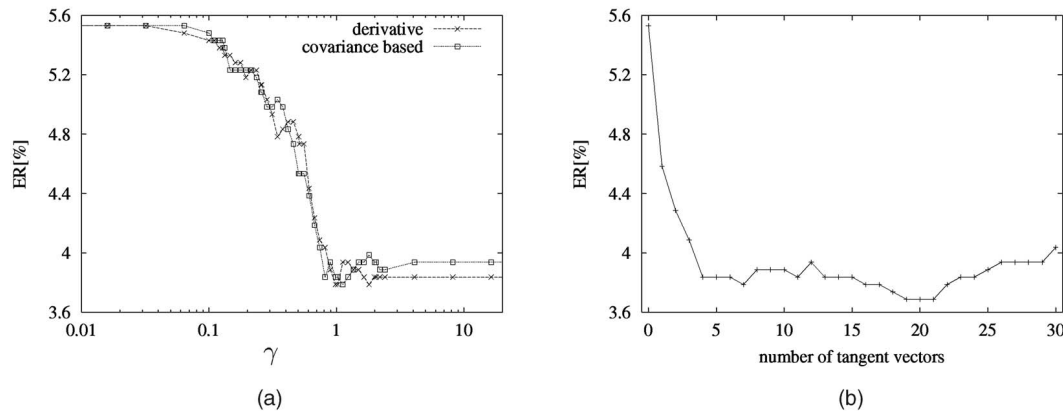 5.6
5.2
4.8
4.4
4
3.6
ER[%]
0.01 0.1 1 10
γ
derivative
covariance based
(a)
5.6
5.2
4.8
4.4
4
3.6
ER[%]
0 5 10 15 20 25 30
number of tangent vectors
(b)